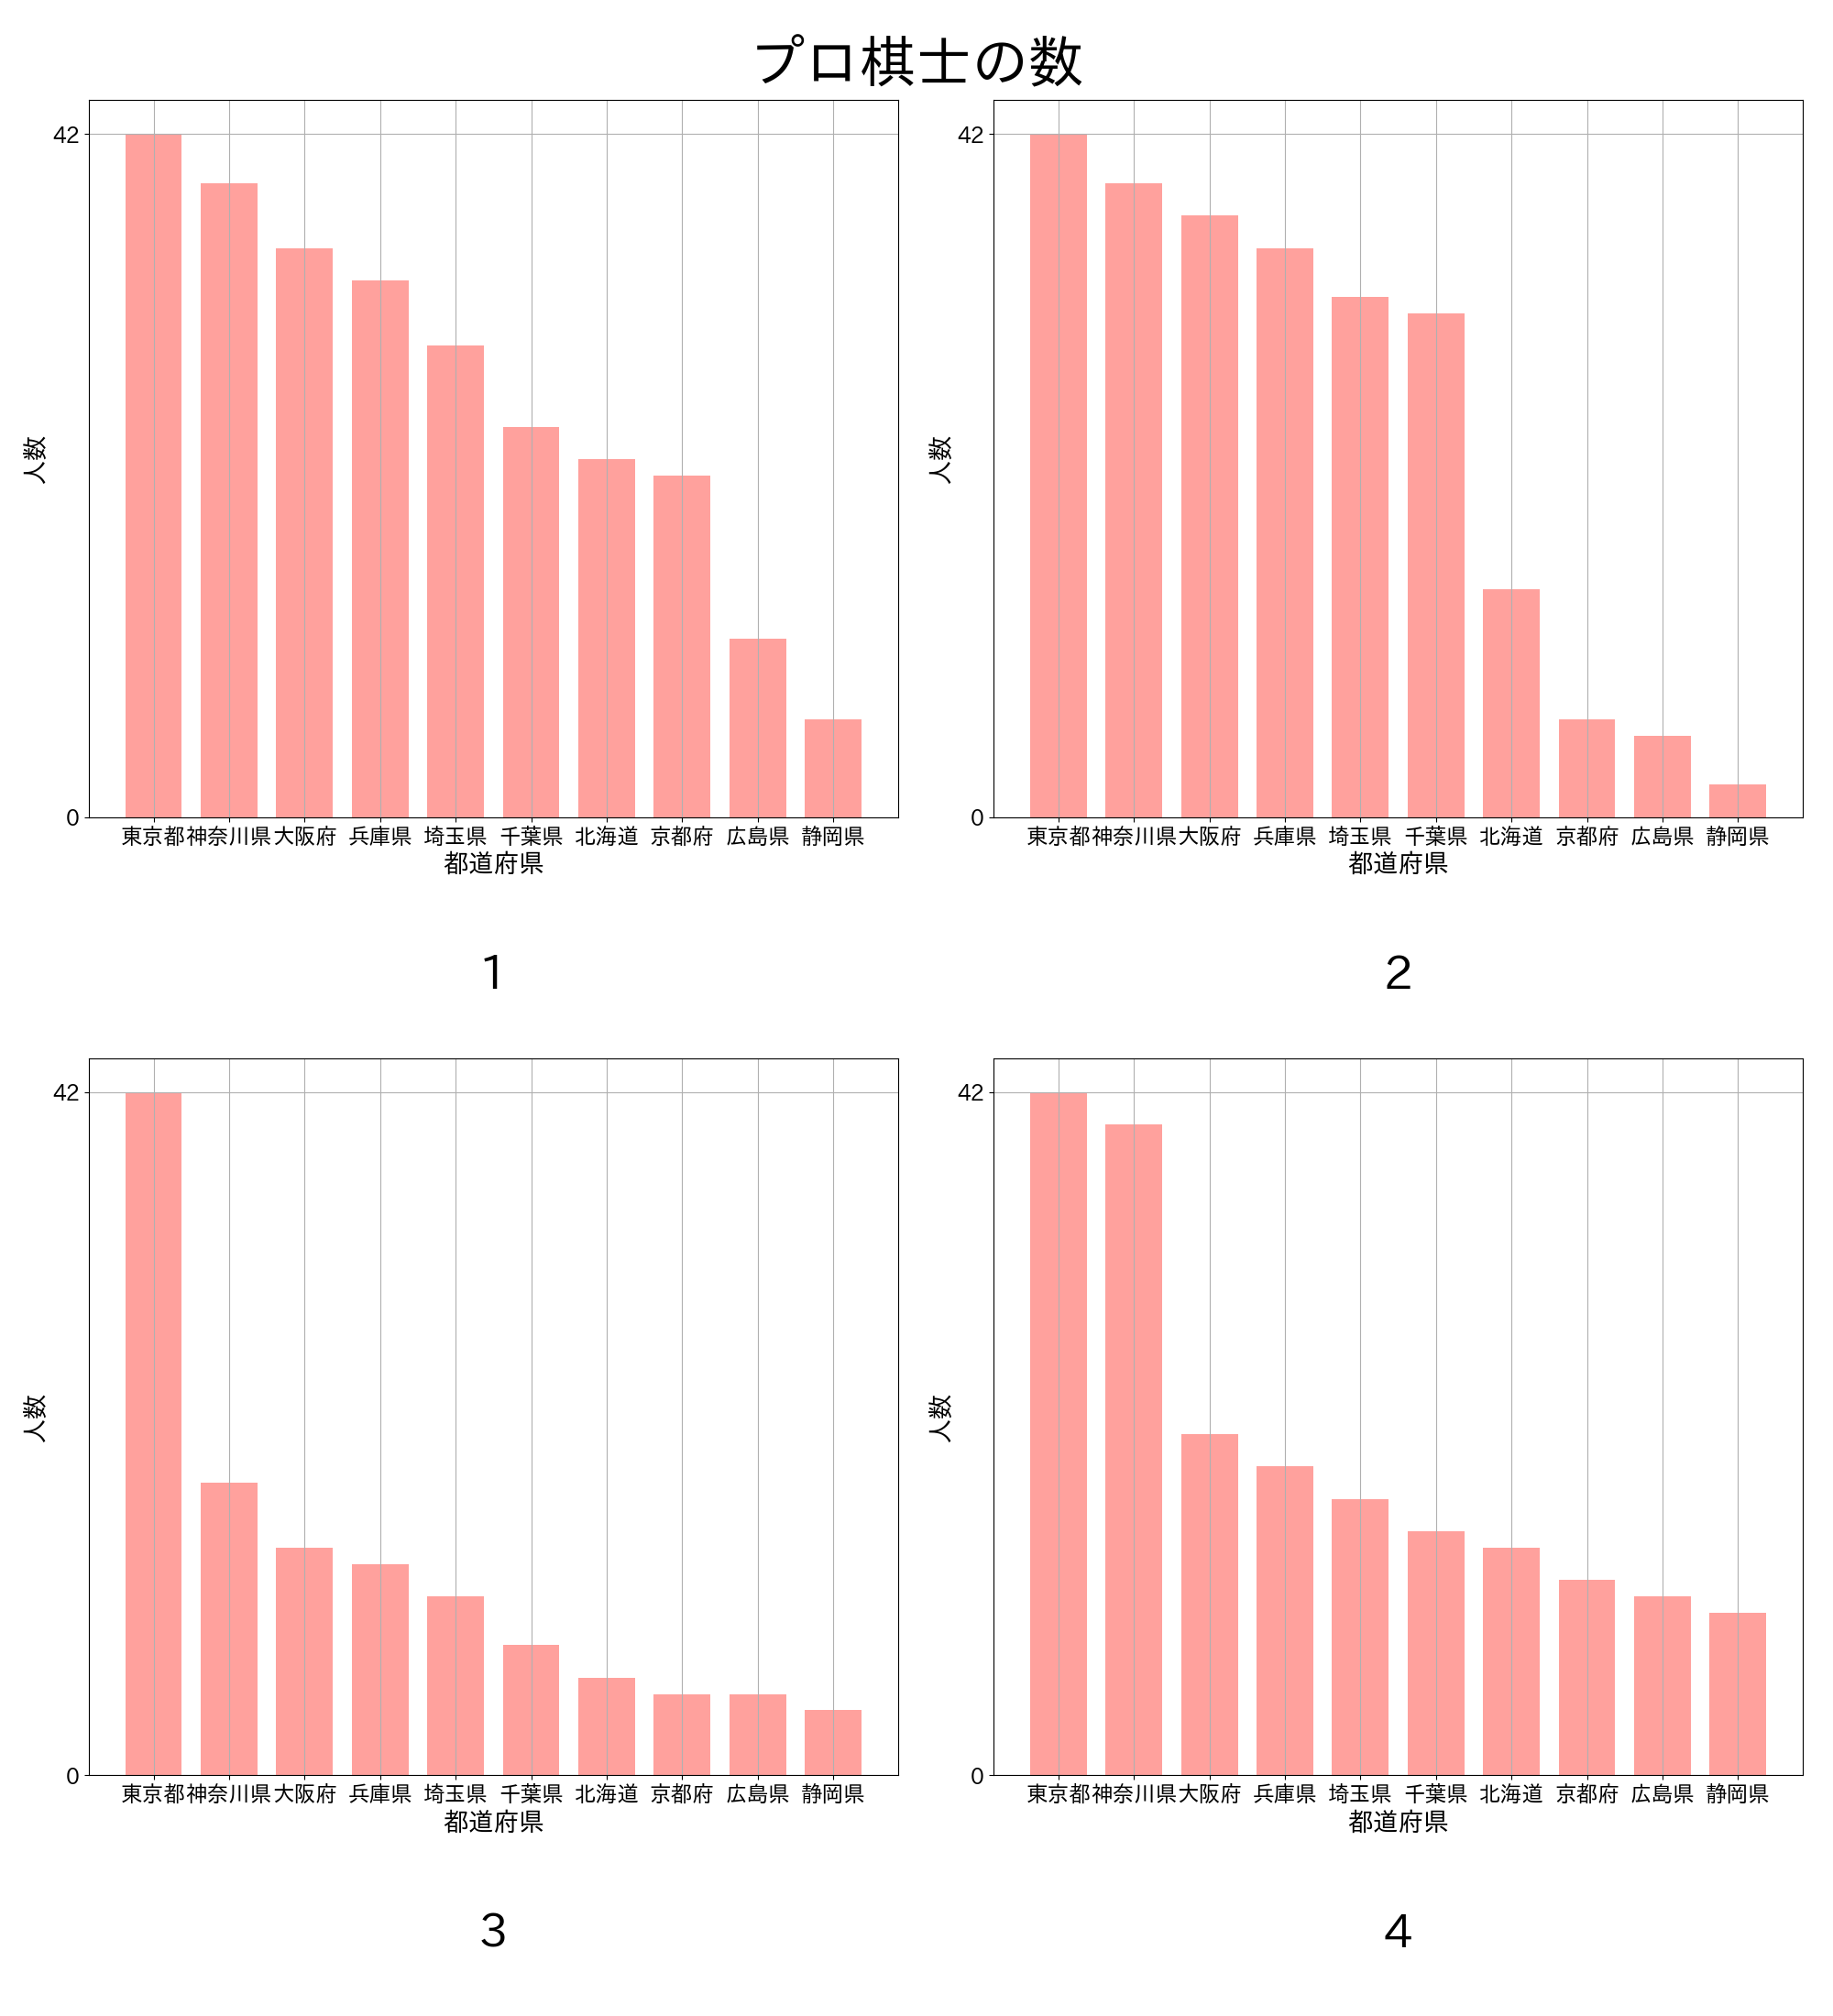 プロ棋士の数
42
0
人数
東京都 神奈川県 大阪府 兵庫県 埼玉県 千葉県 北海道 京都府 広島県 静岡県
都道府県
1
42
0
人数
東京都 神奈川県 大阪府 兵庫県 埼玉県 千葉県 北海道 京都府 広島県 静岡県
都道府県
2
42
0
人数
東京都 神奈川県 大阪府 兵庫県 埼玉県 千葉県 北海道 京都府 広島県 静岡県
都道府県
3
42
0
人数
東京都 神奈川県 大阪府 兵庫県 埼玉県 千葉県 北海道 京都府 広島県 静岡県
都道府県
4